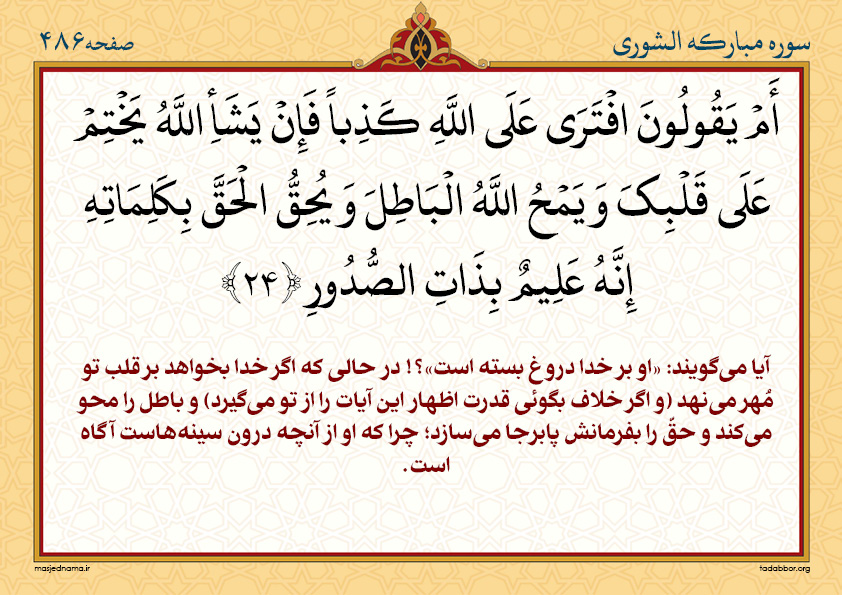 سوره مبارکه الشوری
صفحه۴۸۶
أَمْ يَقُولُونَ افْتَرَى عَلَى اللَّهِ كَذِباً فَإِنْ يَشَأِ اللَّهُ يَخْتِمْ
عَلَى قَلْبِكَ وَ يَمْحُ اللَّهُ الْبَاطِلَ وَ يُحِقُّ الْحَقَّ بِكَلِمَاتِهِ
إِنَّهُ عَلِيمٌ بِذَاتِ الصُّدُورِ ﴿۲۴﴾
آیا می‌گویند: «او بر خدا دروغ بسته است»؟! در حالی که اگر خدا بخواهد بر قلب تو
مُهر می‌نهد (و اگر خلاف بگوئی قدرت اظهار این آیات را از تو می‌گیرد) و باطل را محو
می‌کند و حقّ را بفرمانش پابرجا می‌سازد؛ چرا که او از آنچه درون سینه‌هاست آگاه
است.
masjednama.ir
tadabbor.org